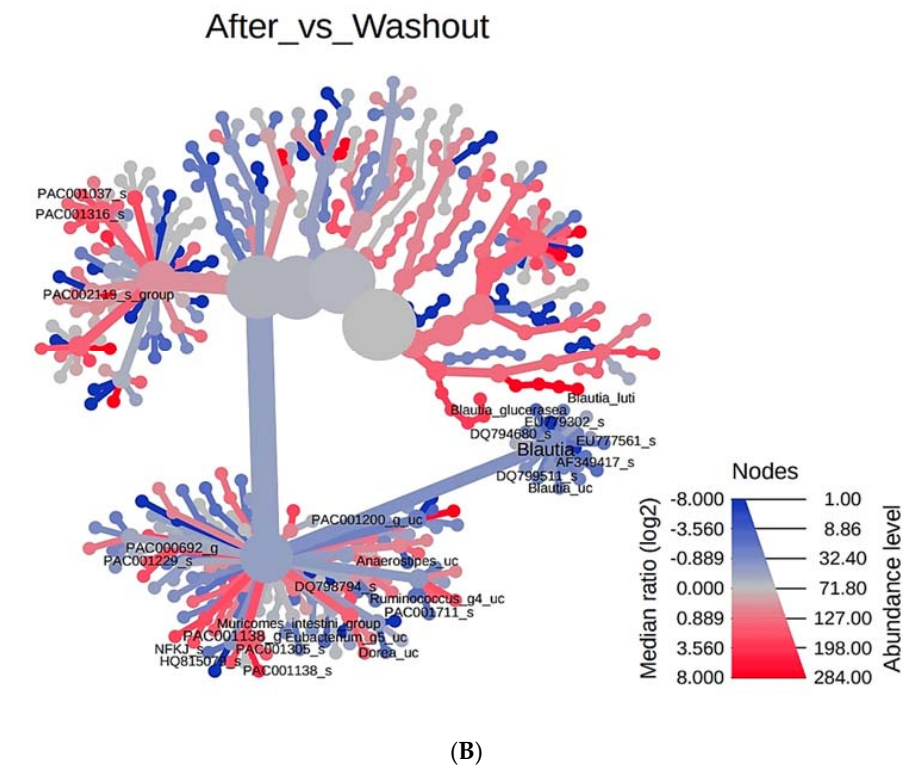 After_vs_Washout
PAC001037_s
PAC001316_s
PAC002119_s_group
Blautia_luti
Blautia_glucerasea
EU779302_s
DQ794680_s
EU777561_s
Blautia
AF349417_s
DQ799511_s
Blautia_uc
PAC001200_g_uc
PAC000692_g
PAC001229_s
Anaerostipes_uc
DQ798794_s
Ruminococcus_g4_uc
PAC001711_s
Muricomes_intestini_group
PAC001138_g
Eubacterium_g5_uc
NFKJ_s
PAC001305_s
Dorea_uc
HQ815079_s
PAC001138_s
Nodes
Median ratio (log2)
-8.000
-3.560
-0.889
0.000
0.889
3.560
8.000
1.00
8.86
32.40
71.80
127.00
198.00
284.00
Abundance level
(B)